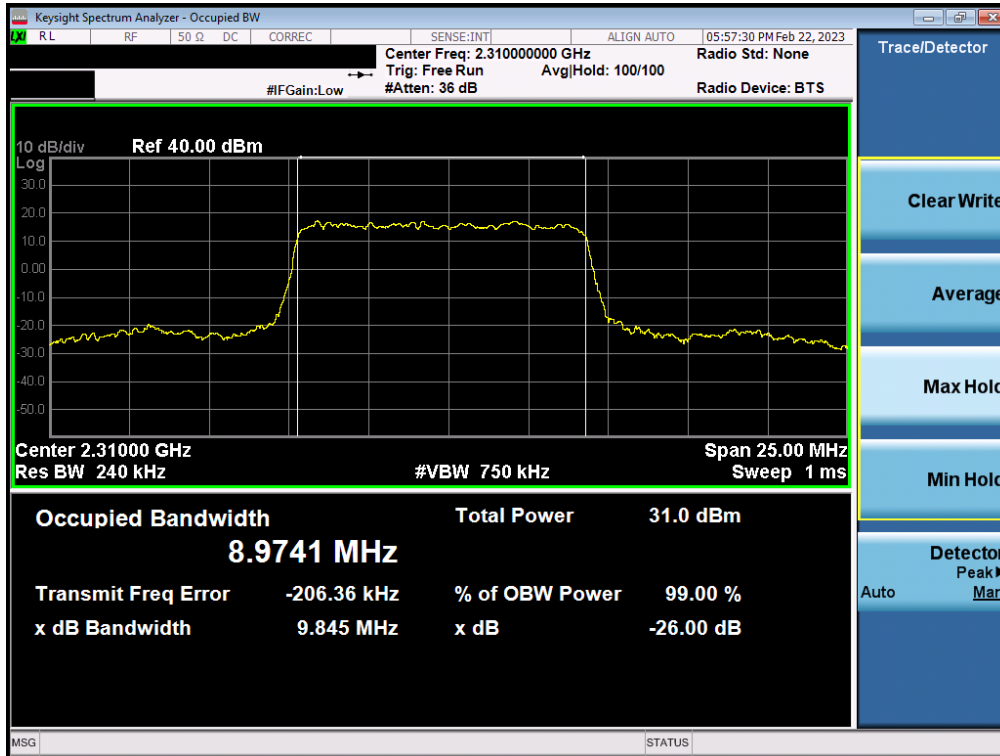 Keysight Spectrum Analyzer - Occupied BW
LXI RL RF 50 Ω DC CORREC SENSE:INT ALIGN AUTO 05:57:30 PM Feb 22, 2023
Center Freq: 2.310000000 GHz Radio Std: None
Trig: Free Run Avg|Hold: 100/100
#IFGain:Low #Atten: 36 dB Radio Device: BTS
Trace/Detector
10 dB/div Ref 40.00 dBm
Log
30.0
20.0
10.0
0.00
-10.0
-20.0
-30.0
-40.0
-50.0
Center 2.31000 GHz Span 25.00 MHz
Res BW 240 kHz #VBW 750 kHz Sweep 1 ms
Occupied Bandwidth Total Power 31.0 dBm
8.9741 MHz
Transmit Freq Error -206.36 kHz % of OBW Power 99.00 %
x dB Bandwidth 9.845 MHz x dB -26.00 dB
Clear Write
Average
Max Hold
Min Hold
Detector
Peak
Auto Man
MSG STATUS